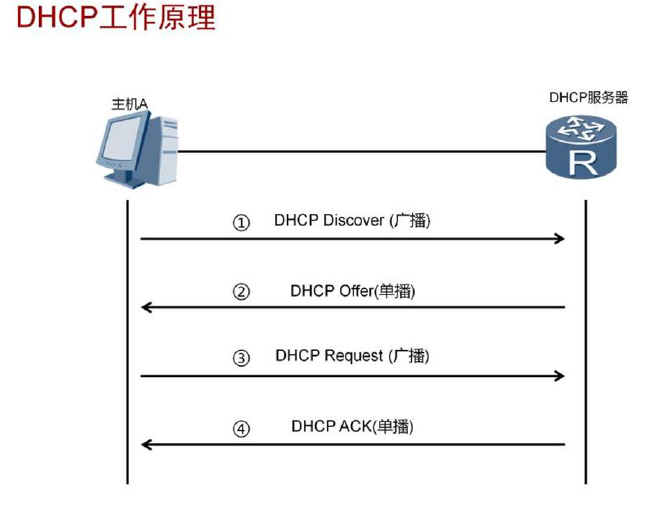 DHCP工作原理
主机A
DHCP服务器
R
① DHCP Discover (广播)
② DHCP Offer(单播)
③ DHCP Request (广播)
④ DHCP ACK(单播)